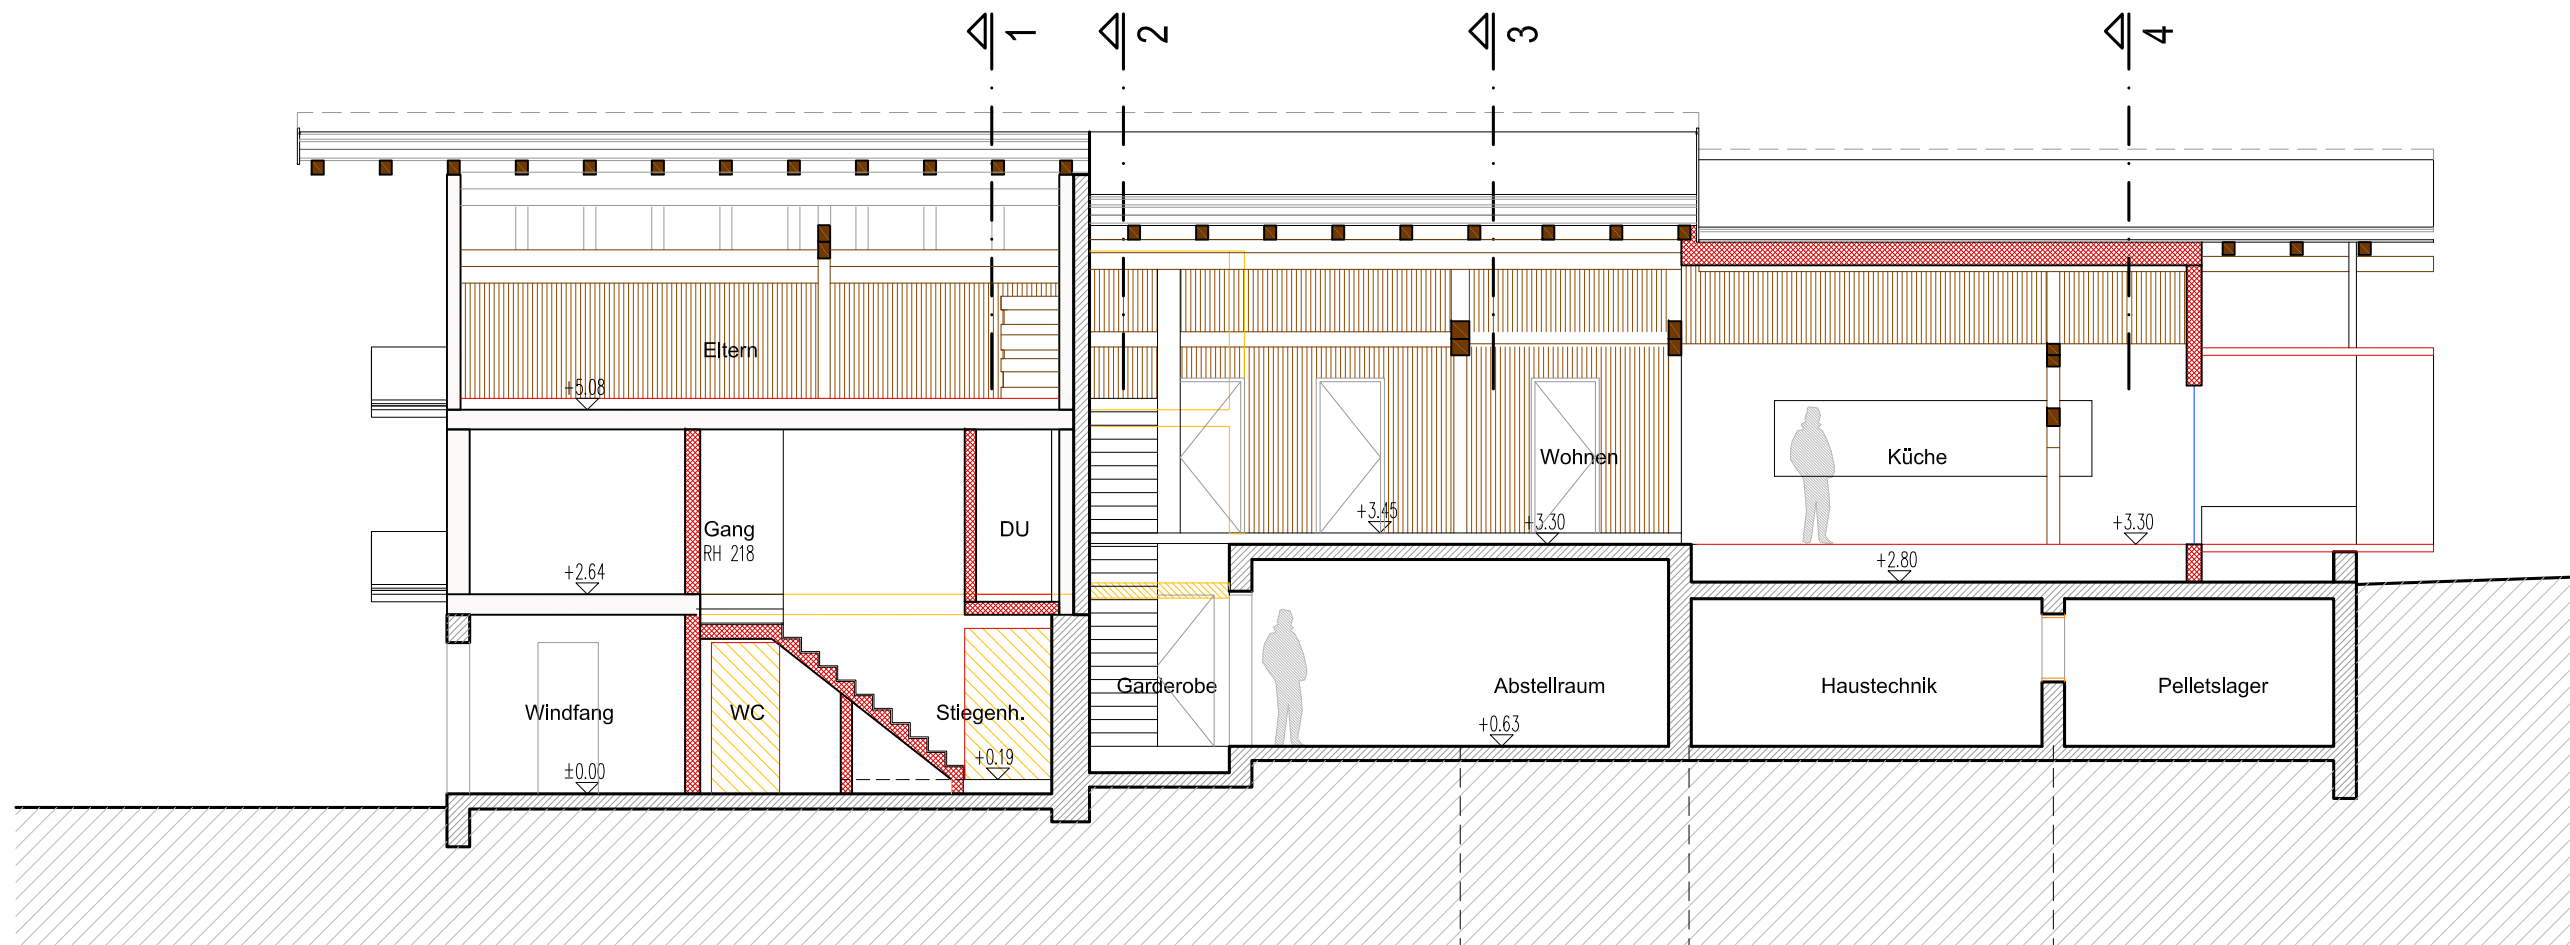 1
2
3
4
Eltern
+5.08
Wohnen
Küche
+3.45
+3.30
+3.30
Gang
RH 218
DU
+2.64
+2.80
Windfang
WC
Stiegenh.
Garderobe
Abstellraum
Haustechnik
Pelletslager
+0.63
+0.19
±0.00